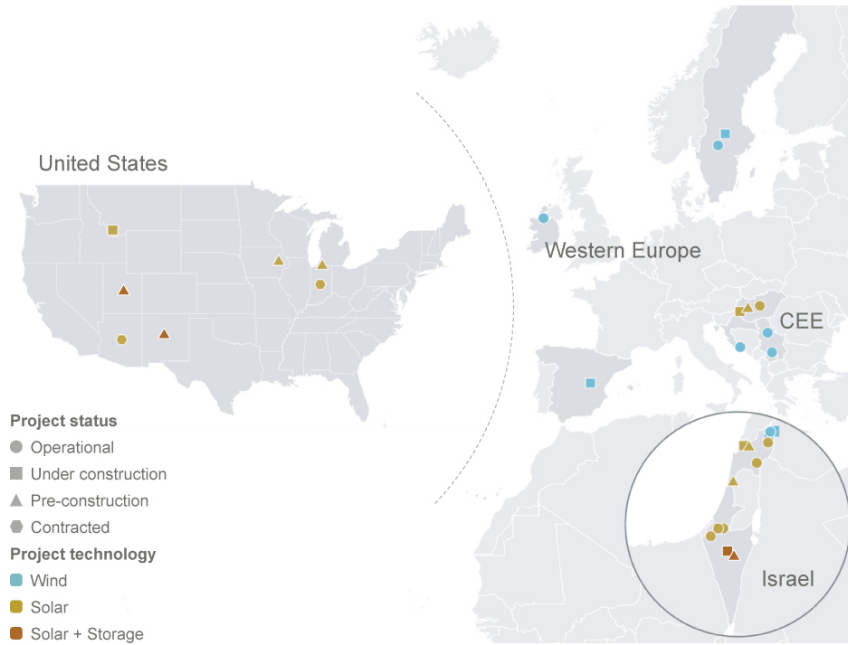 United States
Western Europe
CEE
Israel
Project status
Operational
Under construction
Pre-construction
Contracted
Project technology
Wind
Solar
Solar + Storage